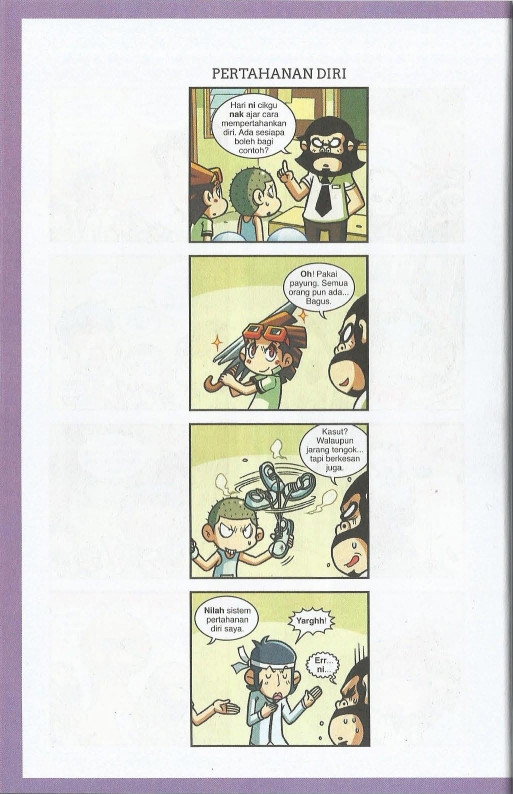 PERTAHANAN DIRI
Hari ni cikgu
nak ajar cara
mempertahankan
diri. Ada sesiapa
boleh bagi
contoh?
Oh! Pakai
payung. Semua
orang pun ada...
Bagus.
Kasut?
Walaupun
jarang tengok...
tapi berkesan
juga.
Nilah sistem
pertahanan
diri saya.
Yarghh!
Err...
ni...